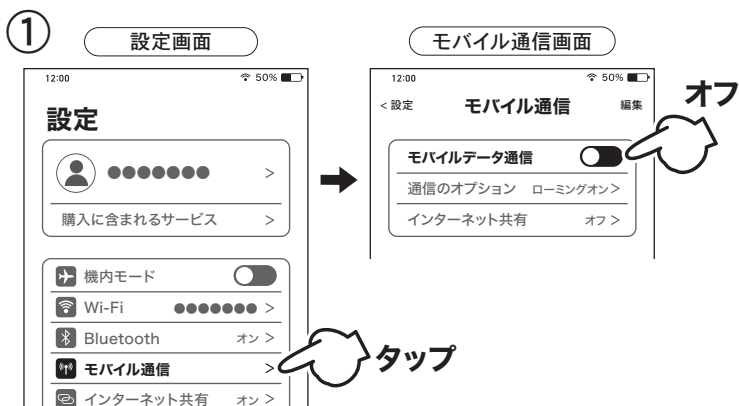 ①
設定画面
12:00 50%
設定
●●●●●●● >
購入に含まれるサービス >
機内モード
Wi-Fi ●●●●●●● >
Bluetooth オン >
モバイル通信 >
インターネット共有 オン >
タップ
モバイル通信画面
12:00 50%
< 設定 モバイル通信 編集
モバイルデータ通信
オフ
通信のオプション ローミングオン >
インターネット共有 オフ >